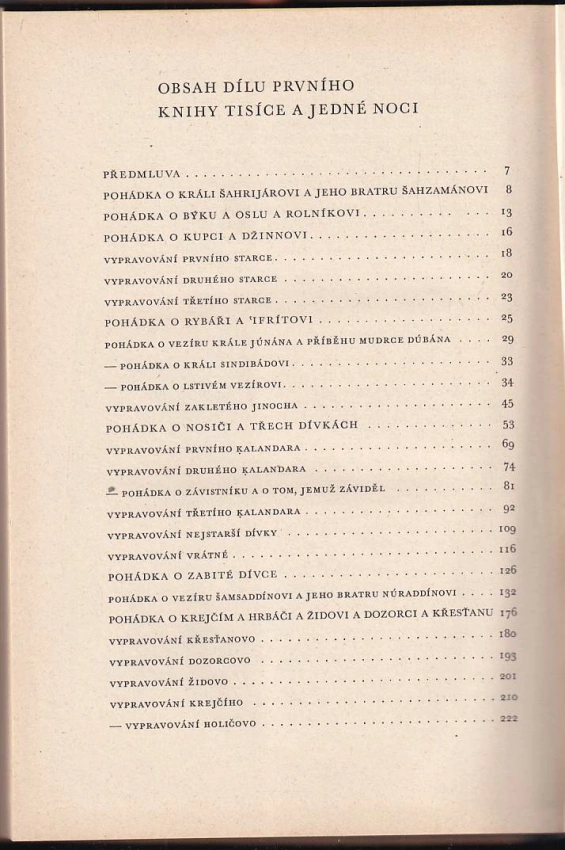 OBSAH DÍLU PRVNÍHO
KNIHY TISÍCE A JEDNÉ NOCI
PŘEDMLUVA . . . . . . . . . . . . . . . . . . . . . . . . . . . . . . . . . 7
POHÁDKA O KRÁLI ŠAHRIJÁROVI A JEHO BRATRU ŠAHZAMÁNOVI 8
POHÁDKA O BÝKU A OSLU A ROLNÍKOVI . . . . . . . . . . . . . 13
POHÁDKA O KUPCI A DŽINNOVI . . . . . . . . . . . . . . . . . . . . 16
VYPRAVOVÁNÍ PRVNÍHO STARCE . . . . . . . . . . . . . . . . . . . . . . . 18
VYPRAVOVÁNÍ DRUHÉHO STARCE . . . . . . . . . . . . . . . . . . . . . . . 20
VYPRAVOVÁNÍ TŘETÍHO STARCE . . . . . . . . . . . . . . . . . . . . . . . 23
POHÁDKA O RYBÁŘI A 'IFRÍTOVI . . . . . . . . . . . . . . . . . . . 25
POHÁDKA O VEZÍRU KRÁLE JÚNÁNA A PŘÍBĚHU MUDRCE DÚBÁNA . . . . 29
— POHÁDKA O KRÁLI SINDIBÁDOVI . . . . . . . . . . . . . . . . . . . . . . 33
— POHÁDKA O LSTIVÉM VEZÍROVI . . . . . . . . . . . . . . . . . . . . . . . 34
VYPRAVOVÁNÍ ZAKLETÉHO JINOCHA . . . . . . . . . . . . . . . . . . . . . 45
POHÁDKA O NOSIČI A TŘECH DÍVKÁCH . . . . . . . . . . . . . . 53
VYPRAVOVÁNÍ PRVNÍHO ḲALANDARA . . . . . . . . . . . . . . . . . . . . . 69
VYPRAVOVÁNÍ DRUHÉHO ḲALANDARA . . . . . . . . . . . . . . . . . . . . 74
— POHÁDKA O ZÁVISTNÍKU A O TOM, JEMUŽ ZÁVIDĚL . . . . . . . . . . . 81
VYPRAVOVÁNÍ TŘETÍHO ḲALANDARA . . . . . . . . . . . . . . . . . . . . . 92
VYPRAVOVÁNÍ NEJSTARŠÍ DÍVKY . . . . . . . . . . . . . . . . . . . . . . 109
VYPRAVOVÁNÍ VRÁTNÉ . . . . . . . . . . . . . . . . . . . . . . . . . . . . 116
POHÁDKA O ZABITÉ DÍVCE . . . . . . . . . . . . . . . . . . . . . . . 126
POHÁDKA O VEZÍRU ŠAMSADDÍNOVI A JEHO BRATRU NÚRADDÍNOVI . . . . 132
POHÁDKA O KREJČÍM A HRBÁČI A ŽIDOVI A DOZORCI A KŘESŤANU 176
VYPRAVOVÁNÍ KŘESŤANOVO . . . . . . . . . . . . . . . . . . . . . . . . . 180
VYPRAVOVÁNÍ DOZORCOVO . . . . . . . . . . . . . . . . . . . . . . . . . 193
VYPRAVOVÁNÍ ŽIDOVO . . . . . . . . . . . . . . . . . . . . . . . . . . . . 201
VYPRAVOVÁNÍ KREJČÍHO . . . . . . . . . . . . . . . . . . . . . . . . . . 210
— VYPRAVOVÁNÍ HOLIČOVO . . . . . . . . . . . . . . . . . . . . . . . . . 222